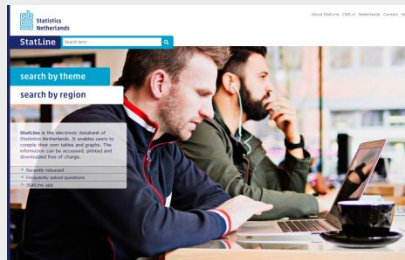 Statistics
Netherlands
About StatLine CBS.nl Nederlands Contact
StatLine
search by theme
search by region
StatLine is the electronic databank of
Statistics Netherlands. It enables users to
compile their own tables and graphs. The
information can be accessed, printed and
downloaded free of charge.
Recently released
Frequently asked questions
StatLine app